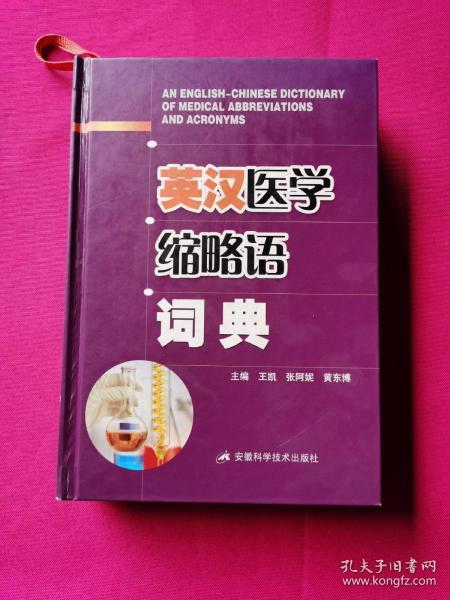 AN ENGLISH-CHINESE DICTIONARY
OF MEDICAL ABBREVIATIONS
AND ACRONYMS
英汉医学
缩略语
词典
主编 王凯 张阿妮 黄东博
安徽科学技术出版社
孔夫子旧书网
www.kongfz.com